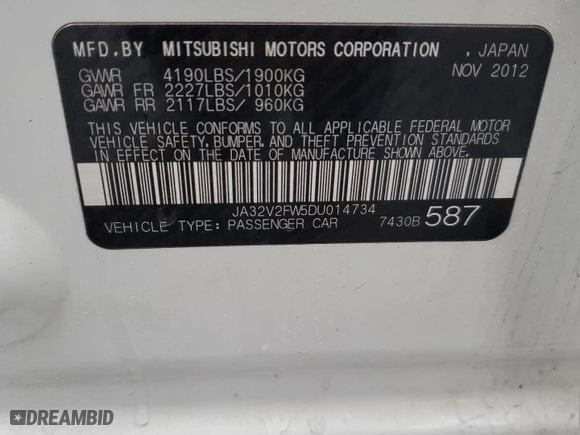 MFD.BY MITSUBISHI MOTORS CORPORATION , JAPAN
GVWR 4190LBS/1900KG NOV 2012
GAWR FR 2227LBS/1010KG
GAWR RR 2117LBS/ 960KG
THIS VEHICLE CONFORMS TO ALL APPLICABLE FEDERAL MOTOR
VEHICLE SAFETY, BUMPER, AND THEFT PREVENTION STANDARDS
IN EFFECT ON THE DATE OF MANUFACTURE SHOWN ABOVE.
JA32V2FW5DU014734
VEHICLE TYPE: PASSENGER CAR 7430B 587
DREAMBID